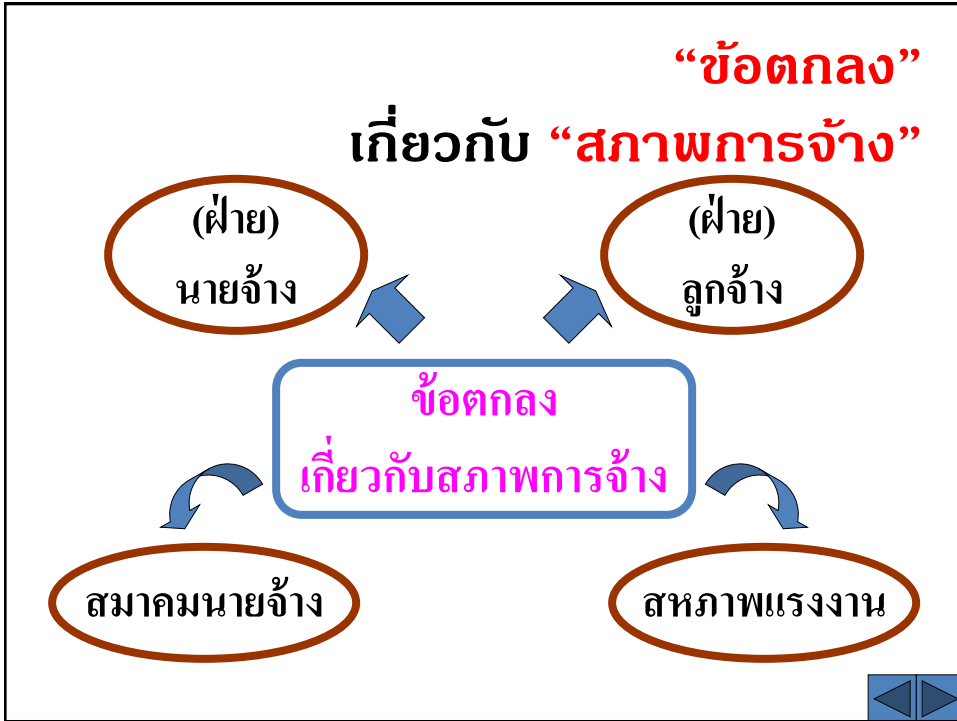 “ข้อตกลง”
เกี่ยวกับ “สภาพการจ้าง”
(ฝ่าย)
นายจ้าง
(ฝ่าย)
ลูกจ้าง
ข้อตกลง
เกี่ยวกับสภาพการจ้าง
สมาคมนายจ้าง
สหภาพแรงงาน